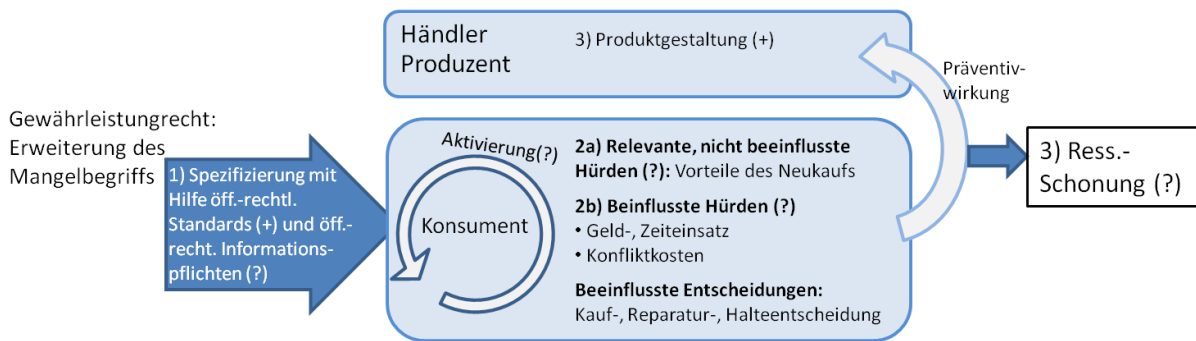 Händler
Produzent
3) Produktgestaltung (+)
Präventiv-
wirkung
Gewährleistungrecht:
Erweiterung des
Mangelbegriffs
1) Spezifizierung mit
Hilfe öff.-rechtl.
Standards (+) und öff.-
recht. Informations-
pflichten (?)
Aktivierung(?)
Konsument
2a) Relevante, nicht beeinflusste
Hürden (?): Vorteile des Neukaufs
2b) Beinflusste Hürden (?)
• Geld-, Zeiteinsatz
• Konfliktkosten
Beeinflusste Entscheidungen:
Kauf-, Reparatur-, Halteentscheidung
3) Ress.-
Schonung (?)